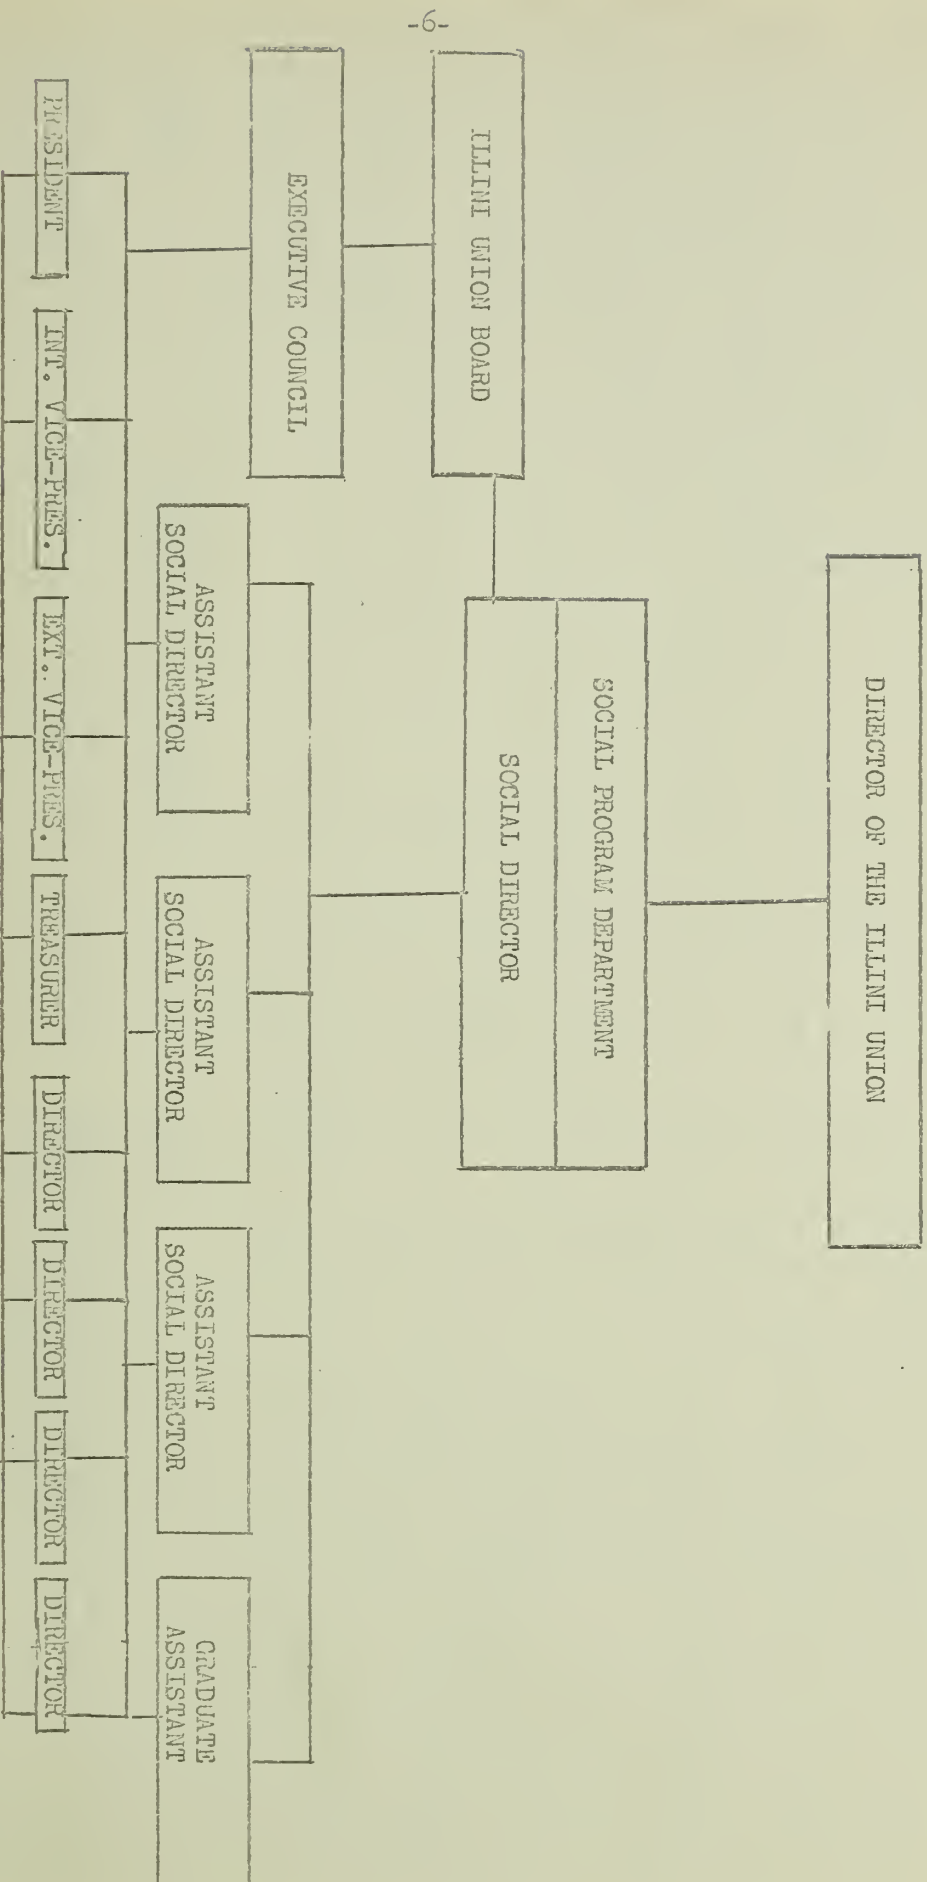 -6-
DIRECTOR OF THE ILLINI UNION
SOCIAL PROGRAM DEPARTMENT
SOCIAL DIRECTOR
ILLINI UNION BOARD
EXECUTIVE COUNCIL
ASSISTANT
SOCIAL DIRECTOR
ASSISTANT
SOCIAL DIRECTOR
ASSISTANT
SOCIAL DIRECTOR
GRADUATE
ASSISTANT
PRESIDENT
INT. VICE-PRES.
EXT. VICE-PRES.
TREASURER
DIRECTOR
DIRECTOR
DIRECTOR
DIRECTOR